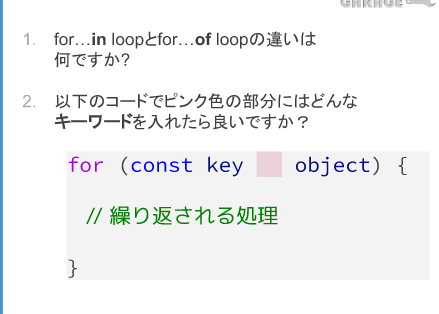 GARAGE
1. for…in loopとfor…of loopの違いは
何ですか?
2. 以下のコードでピンク色の部分にはどんな
キーワードを入れたら良いですか？
for (const key object) {
// 繰り返される処理
}